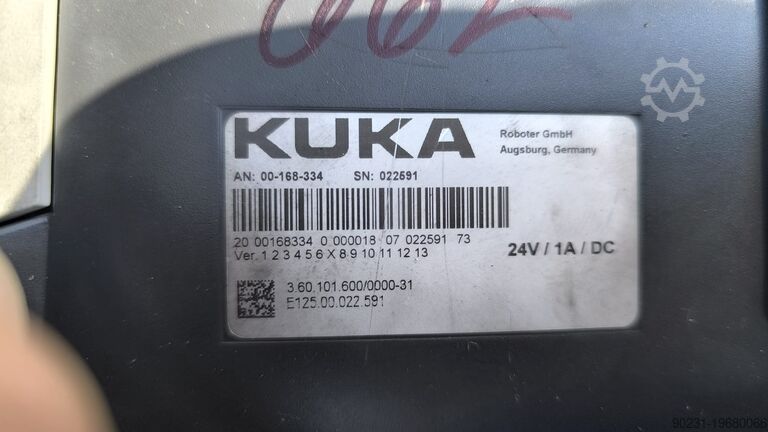 062
KUKA
Roboter GmbH
Augsburg, Germany
AN: 00-168-334 SN: 022591
20 00168334 0 000018 07 022591 73
Ver. 1 2 3 4 5 6 X 8 9 10 11 12 13
24V / 1A / DC
3.60.101.600/0000-31
E125.00.022.591
90231-19680066